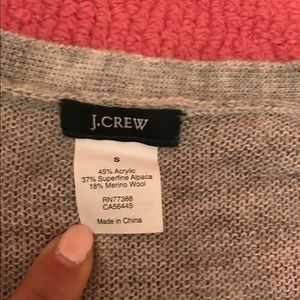 J.CREW
S
45% Acrylic
37% Superfine Alpaca
18% Merino Wool
RN77388
CA56445
Made in China